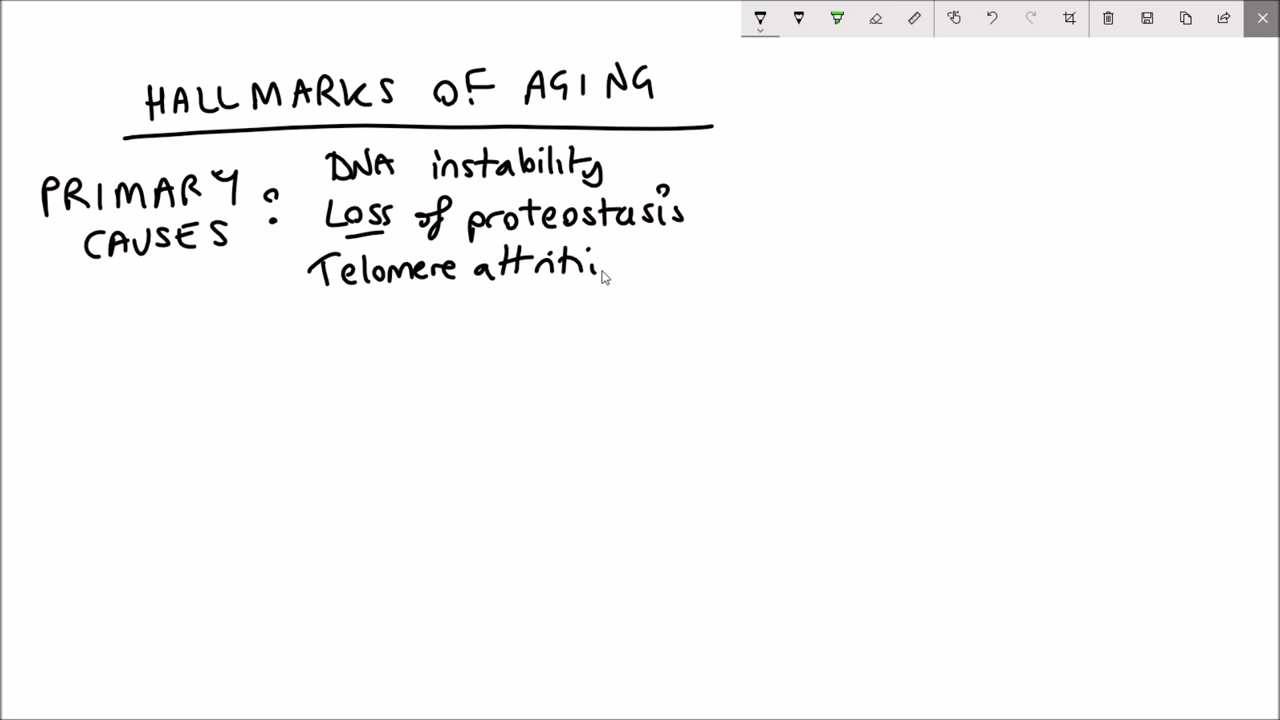 HALLMARKS OF AGING
PRIMARY CAUSES :
DNA instability
Loss of proteostasis
Telomere attriti